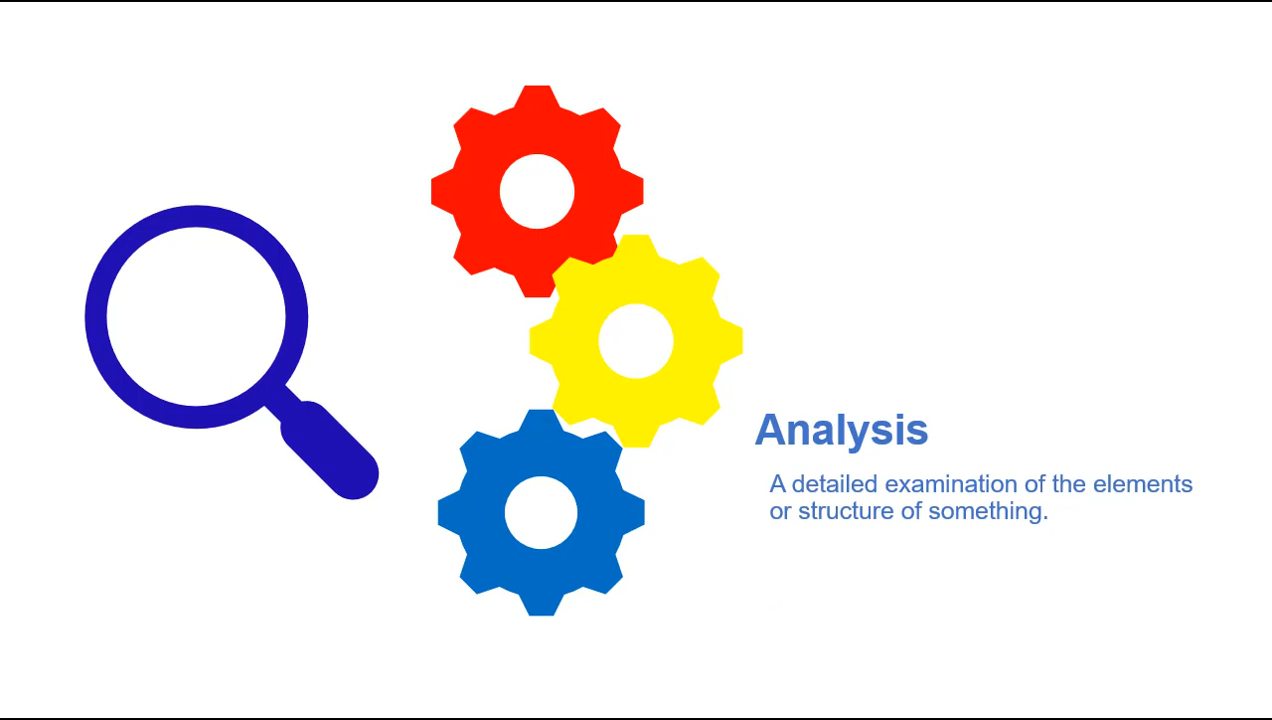 Analysis
A detailed examination of the elements
or structure of something.